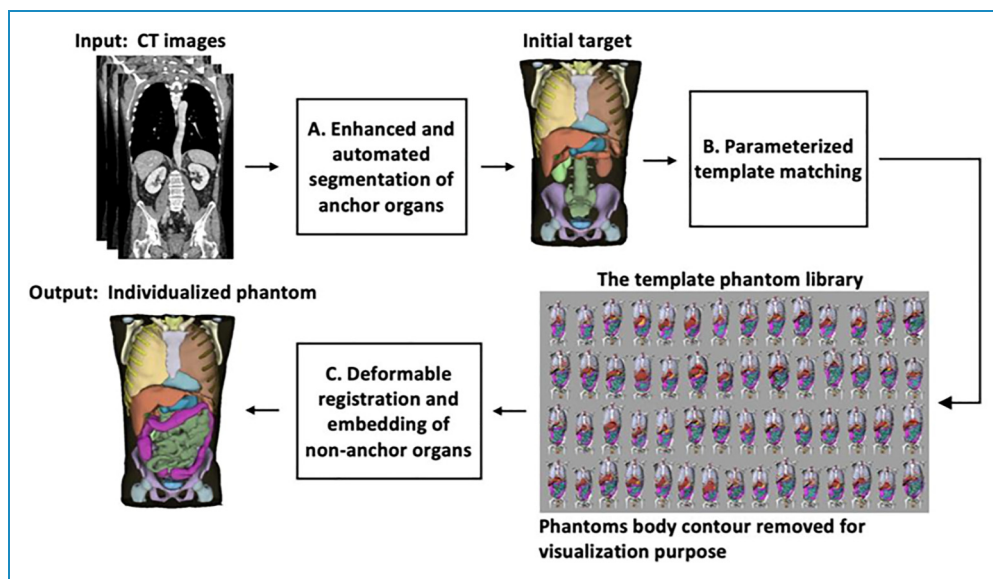 Input: CT images
Initial target
A. Enhanced and
automated
segmentation of
anchor organs
B. Parameterized
template matching
Output: Individualized phantom
The template phantom library
C. Deformable
registration and
embedding of
non-anchor organs
Phantoms body contour removed for
visualization purpose